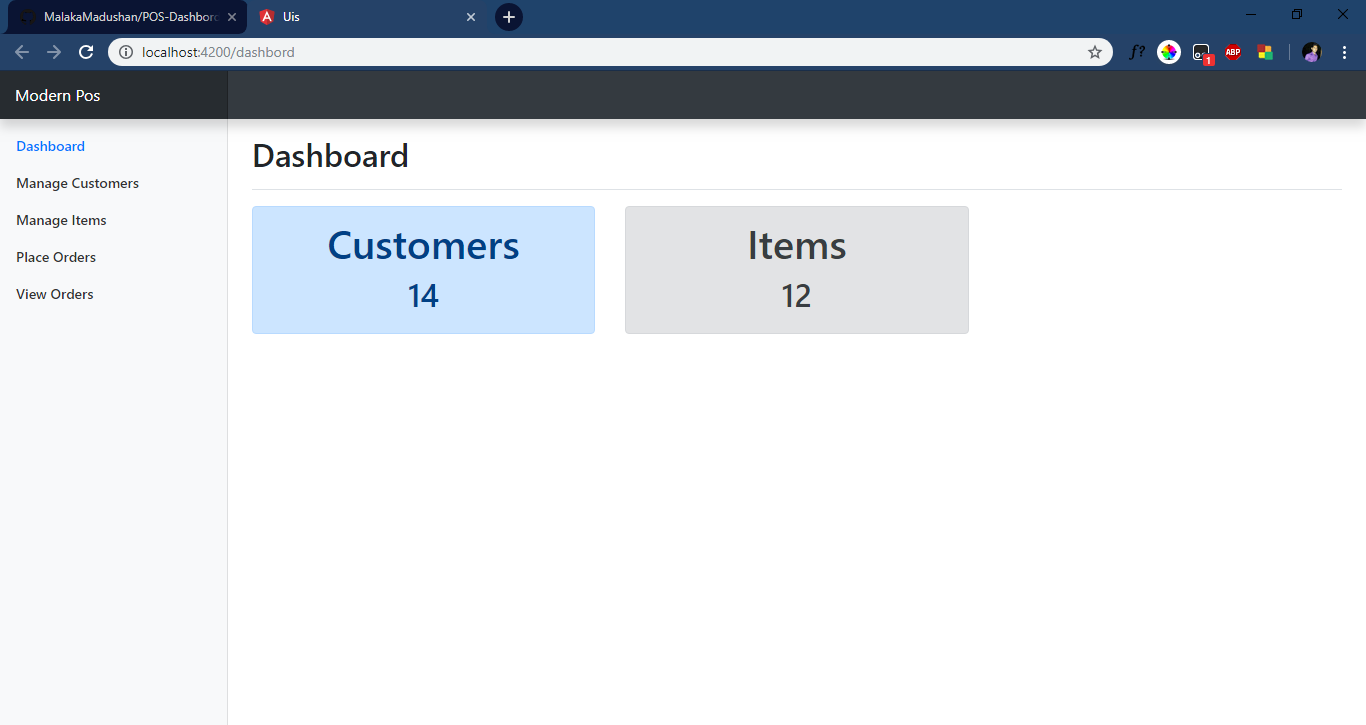 MalakaMadushan/POS-Dashbor
Uis
localhost:4200/dashbord
f?
1
ABP
Modern Pos
Dashboard
Manage Customers
Manage Items
Place Orders
View Orders
Dashboard
Customers
14
Items
12